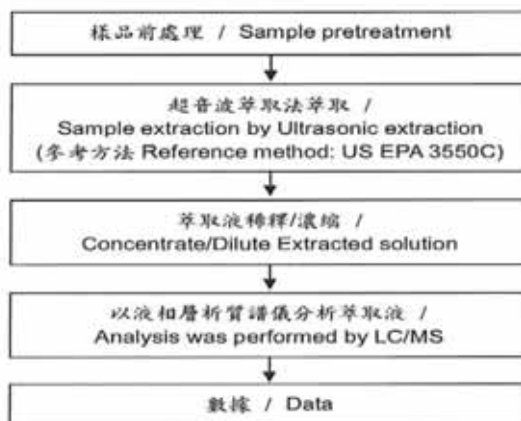 樣品前處理 / Sample pretreatment
超音波萃取法萃取 /
Sample extraction by Ultrasonic extraction
(參考方法 Reference method: US EPA 3550C)
萃取液稀釋/濃縮 /
Concentrate/Dilute Extracted solution
以液相層析質譜儀分析萃取液 /
Analysis was performed by LC/MS
數據 / Data